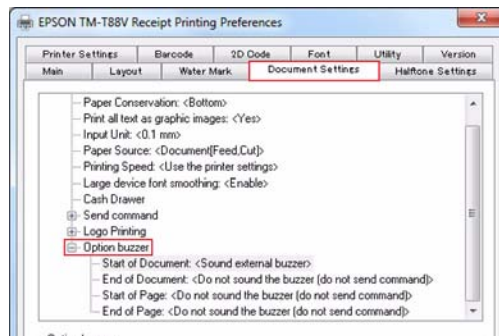 EPSON TM-T88V Receipt Printing Preferences
Printer Settings Barcode 2D Code Font Utility Version
Main Layout Water Mark Document Settings Halftone Settings
Paper Conservation: <Bottom>
Print all text as graphic images: <Yes>
Input Unit: <0.1 mm>
Paper Source: <Document[Feed,Cut]>
Printing Speed: <Use the printer settings>
Large device font smoothing: <Enable>
Cash Drawer
Send command
Logo Printing
Option buzzer
Start of Document: <Sound external buzzer>
End of Document: <Do not sound the buzzer (do not send command)>
Start of Page: <Do not sound the buzzer (do not send command)>
End of Page: <Do not sound the buzzer (do not send command)>